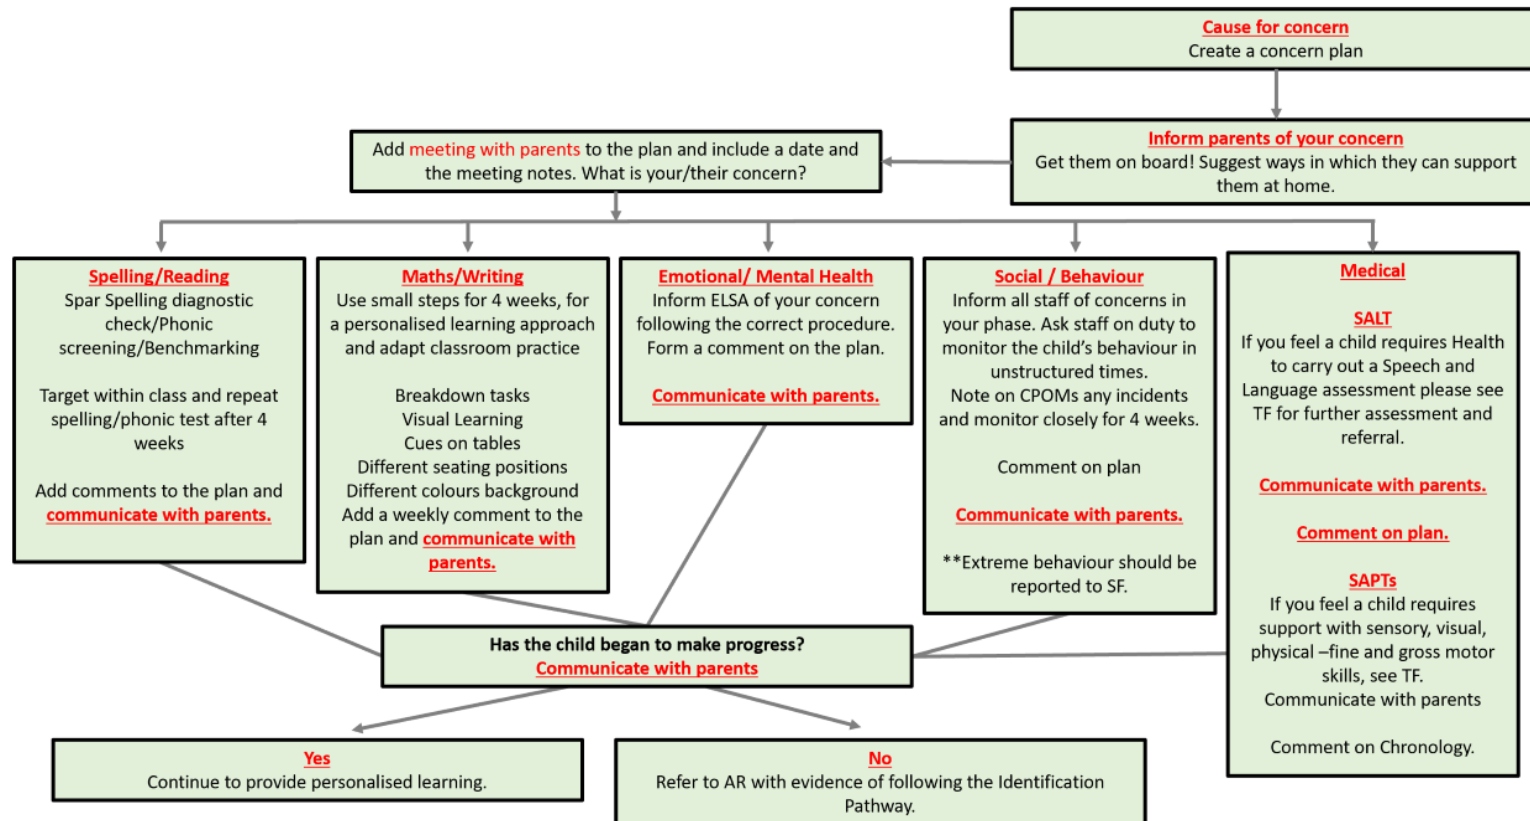 Cause for concern
Create a concern plan
Inform parents of your concern
Get them on board! Suggest ways in which they can support
them at home.
Add meeting with parents to the plan and include a date and
the meeting notes. What is your/their concern?
Spelling/Reading
Spar Spelling diagnostic
check/Phonic
screening/Benchmarking
Target within class and repeat
spelling/phonic test after 4
weeks
Add comments to the plan and
communicate with parents.
Maths/Writing
Use small steps for 4 weeks, for
a personalised learning approach
and adapt classroom practice
Breakdown tasks
Visual Learning
Cues on tables
Different seating positions
Different colours background
Add a weekly comment to the
plan and communicate with
parents.
Emotional/ Mental Health
Inform ELSA of your concern
following the correct procedure.
Form a comment on the plan.
Communicate with parents.
Social / Behaviour
Inform all staff of concerns in
your phase. Ask staff on duty to
monitor the child's behaviour in
unstructured times.
Note on CPOMs any incidents
and monitor closely for 4 weeks.
Comment on plan
Communicate with parents.
**Extreme behaviour should be
reported to SF.
Medical
SALT
If you feel a child requires Health
to carry out a Speech and
Language assessment please see
TF for further assessment and
referral.
Communicate with parents.
Comment on plan.
SAPTs
If you feel a child requires
support with sensory, visual,
physical –fine and gross motor
skills, see TF.
Communicate with parents
Comment on Chronology.
Has the child began to make progress?
Communicate with parents
Yes
Continue to provide personalised learning.
No
Refer to AR with evidence of following the Identification
Pathway.